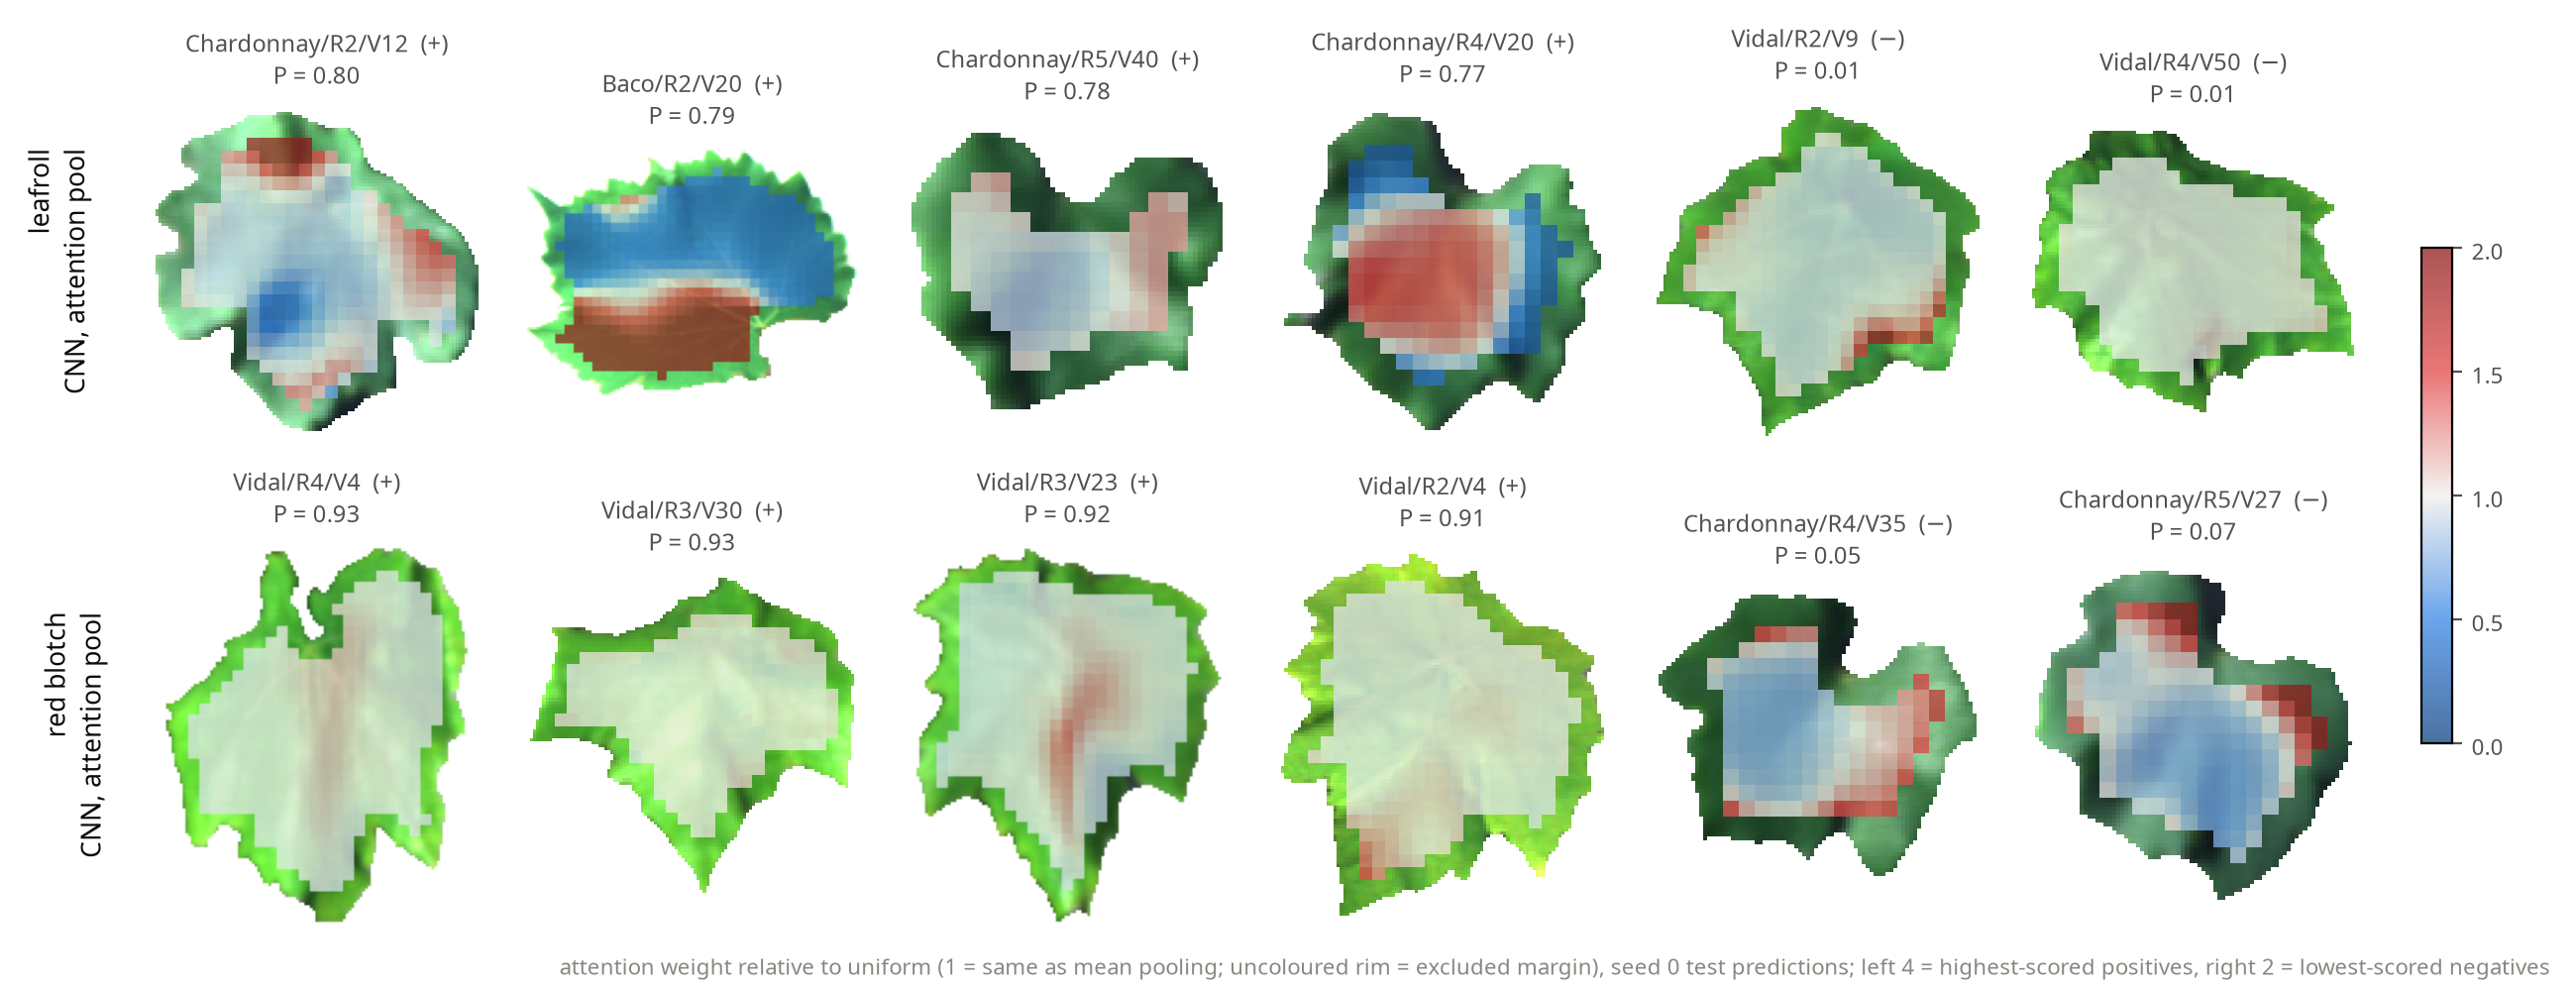 Chardonnay/R2/V12 (+)
P = 0.80
Baco/R2/V20 (+)
P = 0.79
Chardonnay/R5/V40 (+)
P = 0.78
Chardonnay/R4/V20 (+)
P = 0.77
Vidal/R2/V9 (−)
P = 0.01
Vidal/R4/V50 (−)
P = 0.01
leafroll
CNN, attention pool
Vidal/R4/V4 (+)
P = 0.93
Vidal/R3/V30 (+)
P = 0.93
Vidal/R3/V23 (+)
P = 0.92
Vidal/R2/V4 (+)
P = 0.91
Chardonnay/R4/V35 (−)
P = 0.05
Chardonnay/R5/V27 (−)
P = 0.07
red blotch
CNN, attention pool
2.0
1.5
1.0
0.5
0.0
attention weight relative to uniform (1 = same as mean pooling; uncoloured rim = excluded margin), seed 0 test predictions; left 4 = highest-scored positives, right 2 = lowest-scored negatives